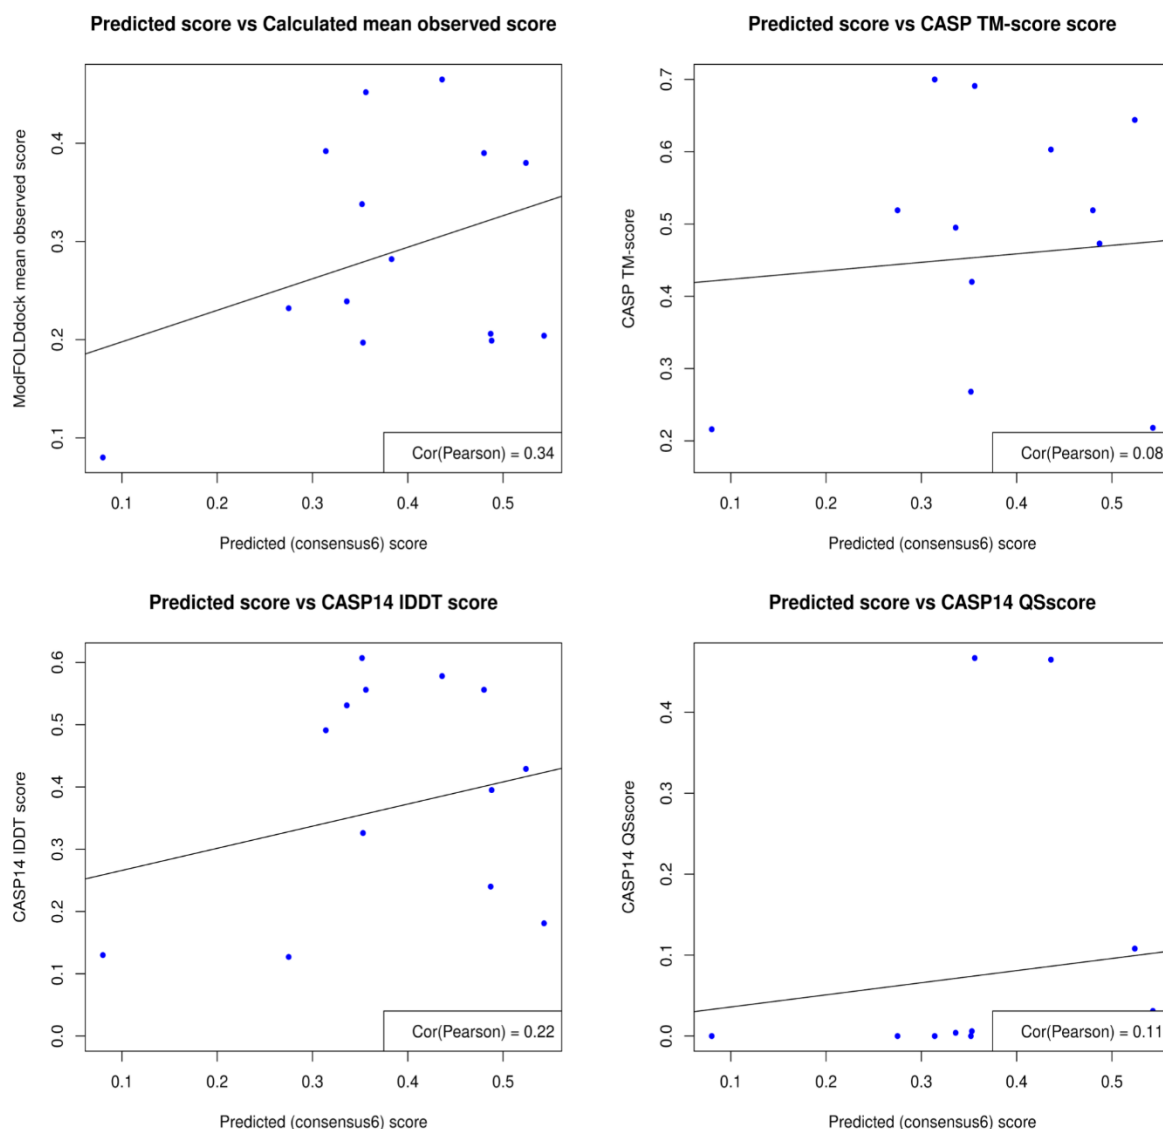 Predicted score vs Calculated mean observed score
ModFOLDdock mean observed score
0.4
0.3
0.2
0.1
Cor(Pearson) = 0.34
0.1 0.2 0.3 0.4 0.5
Predicted (consensus6) score
Predicted score vs CASP TM-score score
CASP TM-score
0.7
0.6
0.5
0.4
0.3
0.2
Cor(Pearson) = 0.08
0.1 0.2 0.3 0.4 0.5
Predicted (consensus6) score
Predicted score vs CASP14 lDDT score
CASP14 lDDT score
0.6
0.5
0.4
0.3
0.2
0.1
0.0
Cor(Pearson) = 0.22
0.1 0.2 0.3 0.4 0.5
Predicted (consensus6) score
Predicted score vs CASP14 QSscore
CASP14 QSscore
0.4
0.3
0.2
0.1
0.0
Cor(Pearson) = 0.11
0.1 0.2 0.3 0.4 0.5
Predicted (consensus6) score